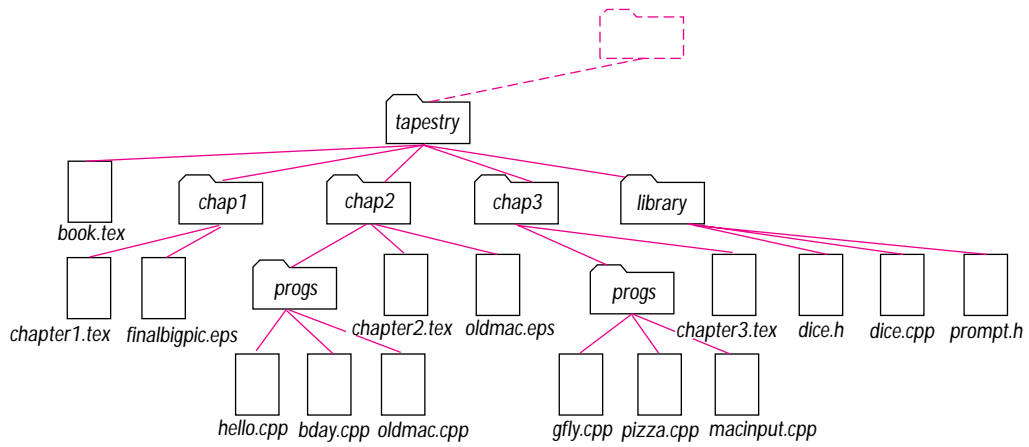 tapestry
chap1
chap2
chap3
library
book.tex
progs
progs
chapter1.tex
finalbigpic.eps
chapter2.tex
oldmac.eps
chapter3.tex
dice.h
dice.cpp
prompt.h
hello.cpp
bday.cpp
oldmac.cpp
gfly.cpp
pizza.cpp
macinput.cpp